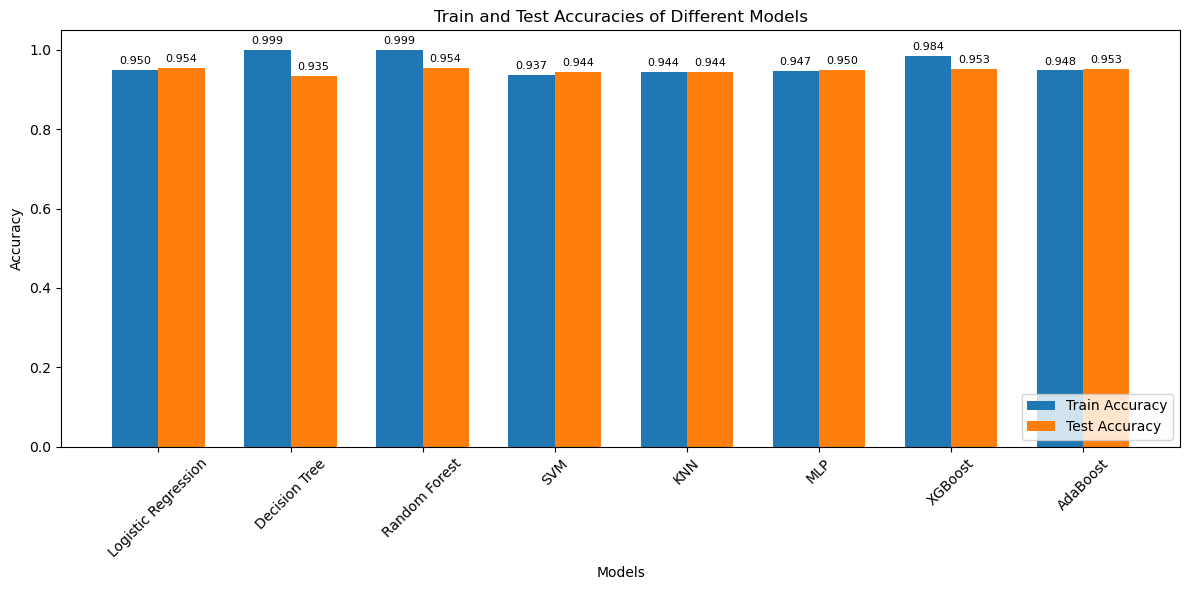 Train and Test Accuracies of Different Models
Accuracy
1.0
0.8
0.6
0.4
0.2
0.0
0.950 0.954
0.999 0.935
0.999 0.954
0.937 0.944
0.944 0.944
0.947 0.950
0.984 0.953
0.948 0.953
Train Accuracy
Test Accuracy
Logistic Regression
Decision Tree
Random Forest
SVM
KNN
MLP
XGBoost
AdaBoost
Models